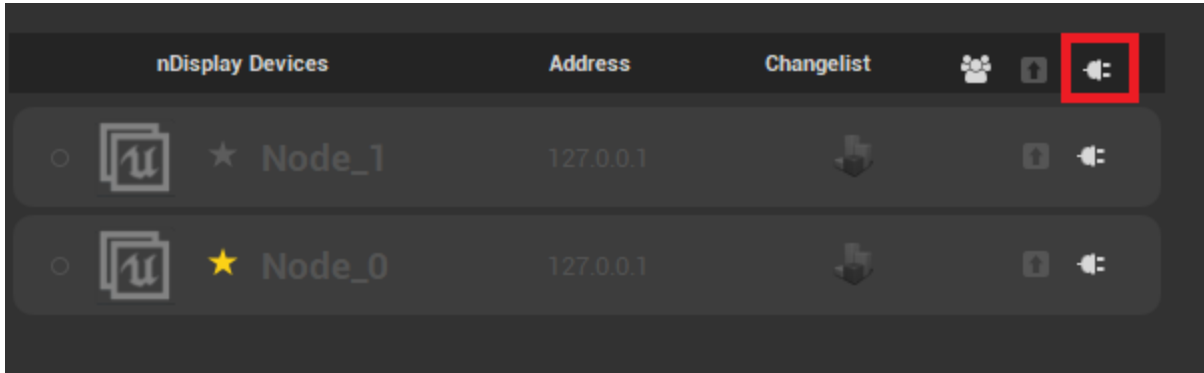 nDisplay Devices Address Changelist
Node_1 127.0.0.1
Node_0 127.0.0.1